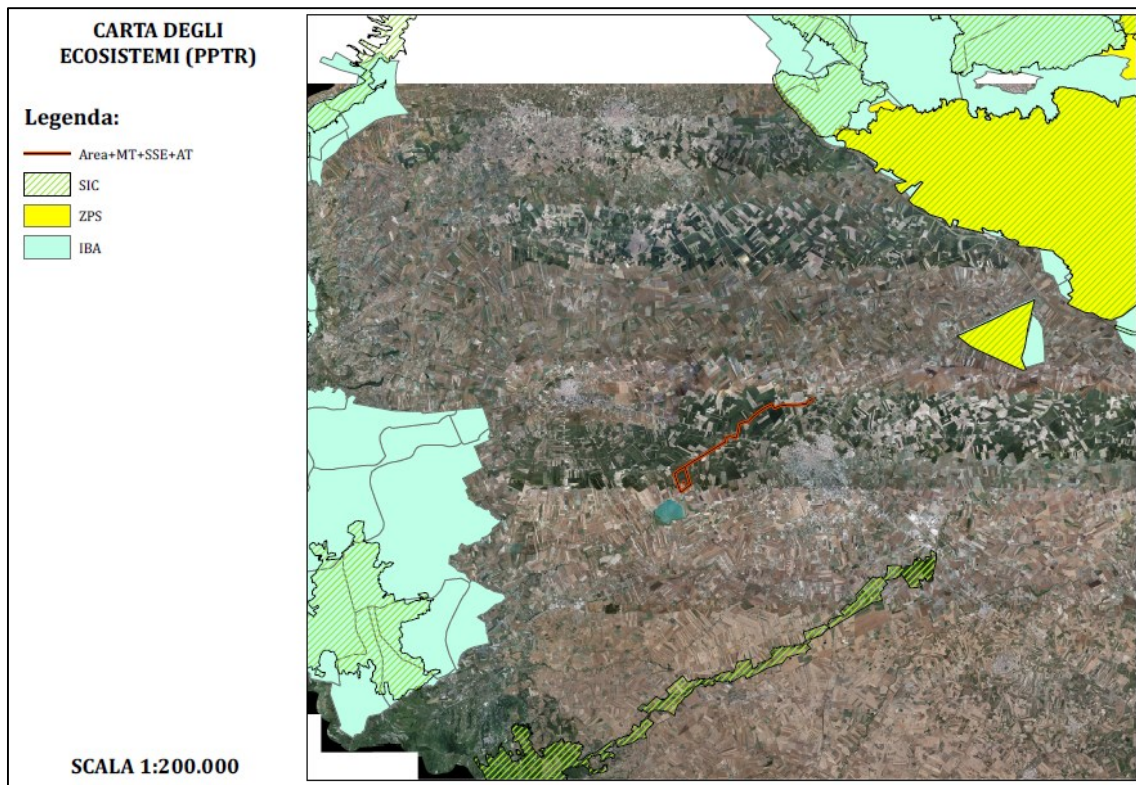 CARTA DEGLI
ECOSISTEMI (PPTR)
Legenda:
Area+MT+SSE+AT
SIC
ZPS
IBA
SCALA 1:200.000